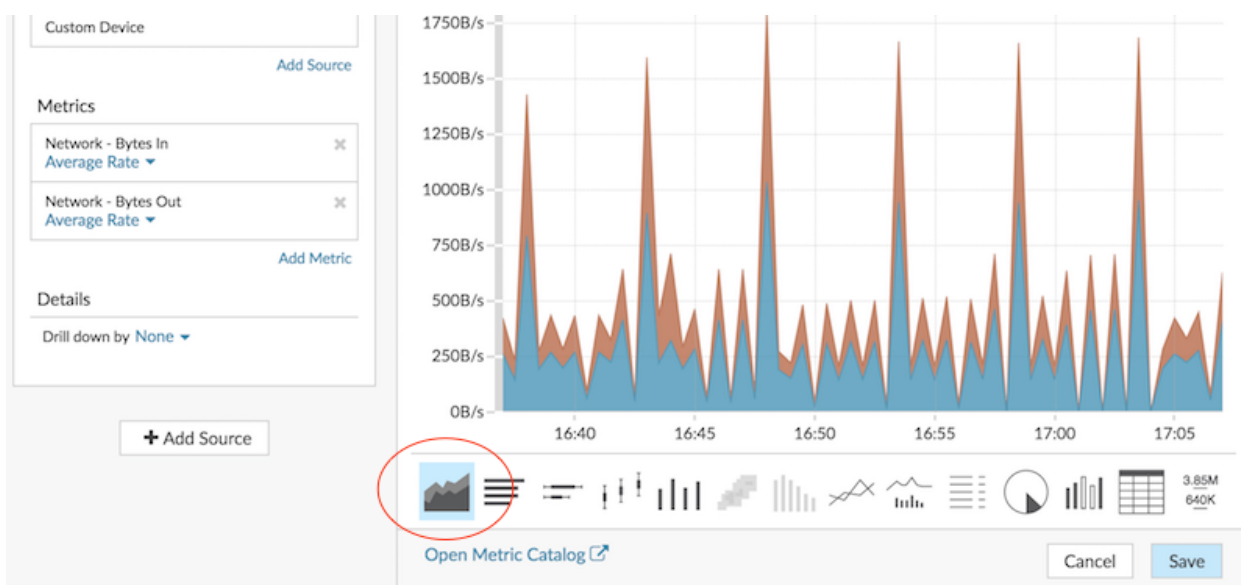 Custom Device
Add Source
Metrics
Network - Bytes In
Average Rate
Network - Bytes Out
Average Rate
Add Metric
Details
Drill down by None
+ Add Source
1750B/s
1500B/s
1250B/s
1000B/s
750B/s
500B/s
250B/s
0B/s
16:40 16:45 16:50 16:55 17:00 17:05
3.85M
640K
Open Metric Catalog
Cancel Save